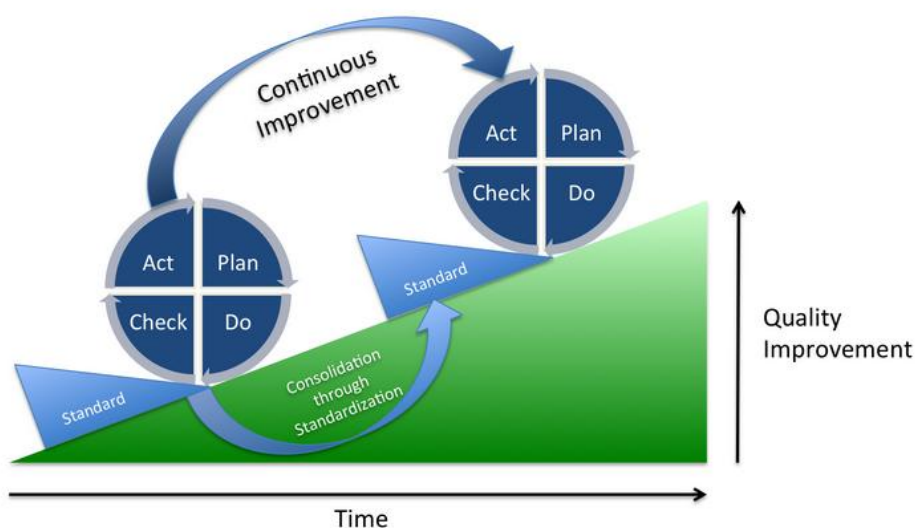 Continuous
Improvement
Act
Plan
Check
Do
Standard
Act
Plan
Check
Do
Standard
Consolidation
through
Standardization
Quality
Improvement
Time